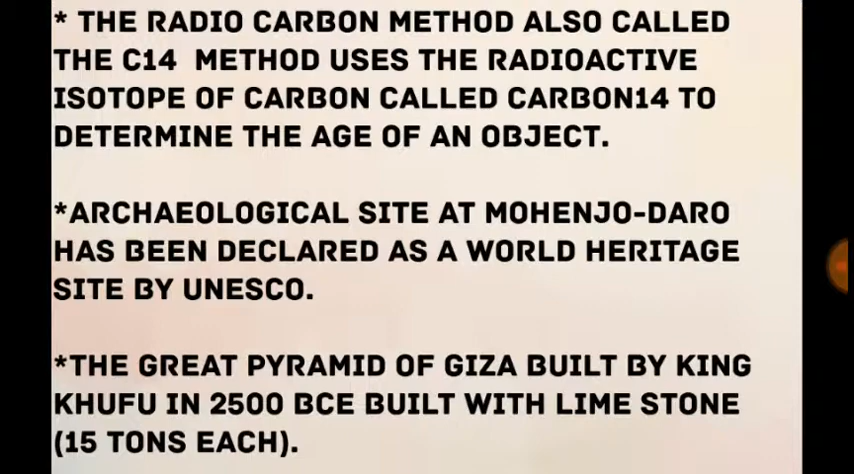 * THE RADIO CARBON METHOD ALSO CALLED
THE C14 METHOD USES THE RADIOACTIVE
ISOTOPE OF CARBON CALLED CARBON14 TO
DETERMINE THE AGE OF AN OBJECT.
*ARCHAEOLOGICAL SITE AT MOHENJO-DARO
HAS BEEN DECLARED AS A WORLD HERITAGE
SITE BY UNESCO.
*THE GREAT PYRAMID OF GIZA BUILT BY KING
KHUFU IN 2500 BCE BUILT WITH LIME STONE
(15 TONS EACH).